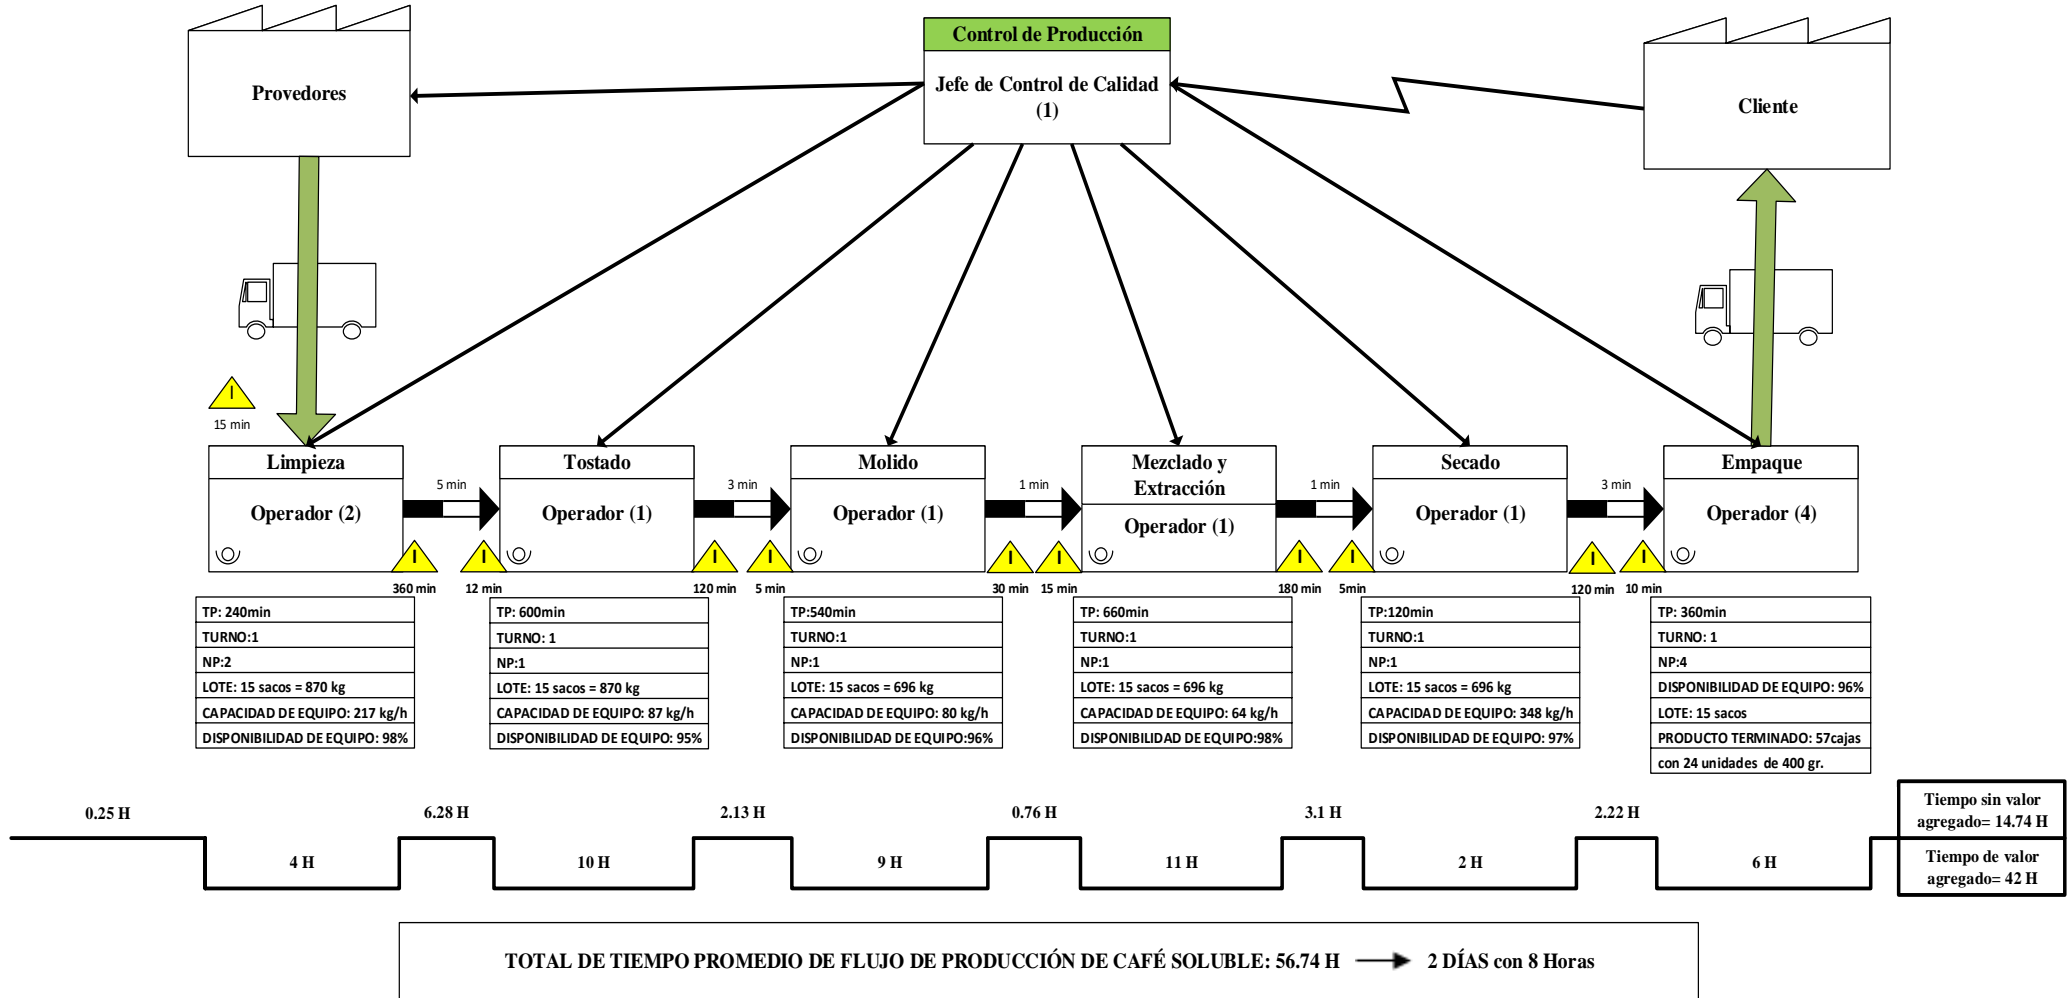 Control de Producción
Jefe de Control de Calidad
(1)
Provedores
Cliente
I
15 min
Limpieza
Operador (2)
5 min
I
360 min
I
12 min
Tostado
Operador (1)
3 min
I
120 min
I
5 min
Molido
Operador (1)
1 min
I
30 min
I
15 min
Mezclado y
Extracción
Operador (1)
1 min
I
180 min
I
5min
Secado
Operador (1)
3 min
I
120 min
I
10 min
Empaque
Operador (4)
TP: 240min
TURNO:1
NP:2
LOTE: 15 sacos = 870 kg
CAPACIDAD DE EQUIPO: 217 kg/h
DISPONIBILIDAD DE EQUIPO: 98%
TP: 600min
TURNO: 1
NP:1
LOTE: 15 sacos = 870 kg
CAPACIDAD DE EQUIPO: 87 kg/h
DISPONIBILIDAD DE EQUIPO: 95%
TP:540min
TURNO:1
NP:1
LOTE: 15 sacos = 696 kg
CAPACIDAD DE EQUIPO: 80 kg/h
DISPONIBILIDAD DE EQUIPO:96%
TP: 660min
TURNO:1
NP:1
LOTE: 15 sacos = 696 kg
CAPACIDAD DE EQUIPO: 64 kg/h
DISPONIBILIDAD DE EQUIPO:98%
TP:120min
TURNO:1
NP:1
LOTE: 15 sacos = 696 kg
CAPACIDAD DE EQUIPO: 348 kg/h
DISPONIBILIDAD DE EQUIPO: 97%
TP: 360min
TURNO: 1
NP:4
DISPONIBILIDAD DE EQUIPO: 96%
LOTE: 15 sacos
PRODUCTO TERMINADO: 57cajas
con 24 unidades de 400 gr.
0.25 H
4 H
6.28 H
10 H
2.13 H
9 H
0.76 H
11 H
3.1 H
2 H
2.22 H
6 H
Tiempo sin valor
agregado= 14.74 H
Tiempo de valor
agregado= 42 H
TOTAL DE TIEMPO PROMEDIO DE FLUJO DE PRODUCCIÓN DE CAFÉ SOLUBLE: 56.74 H 2 DÍAS con 8 Horas